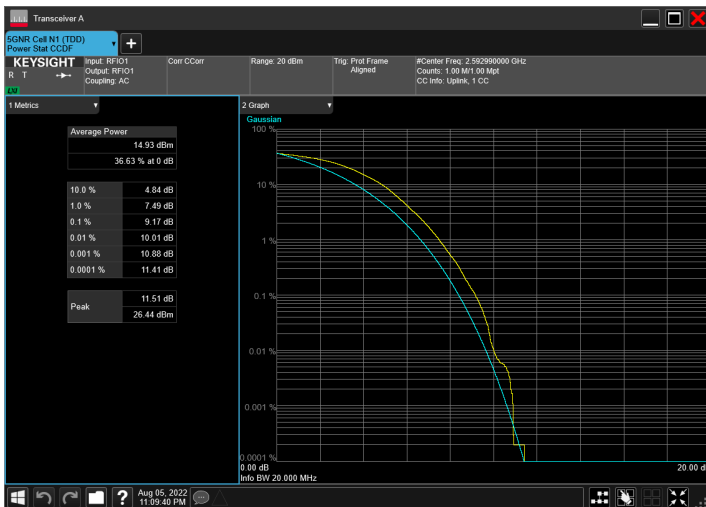 Transceiver A
5GNR Cell N1 (TDD)
Power Stat CCDF
+
KEYSIGHT
R T
LXI
Input: RFIO1
Output: RFIO1
Coupling: AC
Corr CCorr
Range: 20 dBm
Trig: Prot Frame
Aligned
#Center Freq: 2.592990000 GHz
Counts: 1.00 M/1.00 Mpt
CC Info: Uplink, 1 CC
1 Metrics
Average Power
14.93 dBm
36.63 % at 0 dB
10.0 % 4.84 dB
1.0 % 7.49 dB
0.1 % 9.17 dB
0.01 % 10.01 dB
0.001 % 10.88 dB
0.0001 % 11.41 dB
Peak
11.51 dB
26.44 dBm
2 Graph
Gaussian
100 %
10 %
1 %
0.1 %
0.01 %
0.001 %
0.0001 %
0.00 dB
20.00 d
Info BW 20.000 MHz
?
Aug 05, 2022
11:09:40 PM